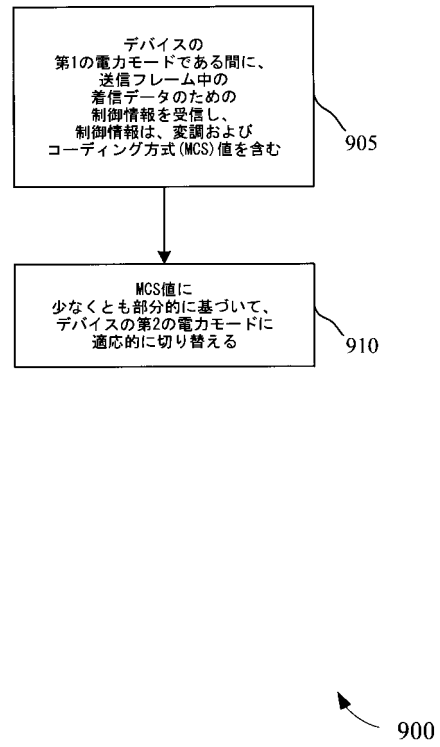 デバイスの
第1の電力モードである間に、
送信フレーム中の
着信データのための
制御情報を受信し、
制御情報は、変調および
コーディング方式(MCS)値を含む
905
MCS値に
少なくとも部分的に基づいて、
デバイスの第2の電力モードに
適応的に切り替える
910
900